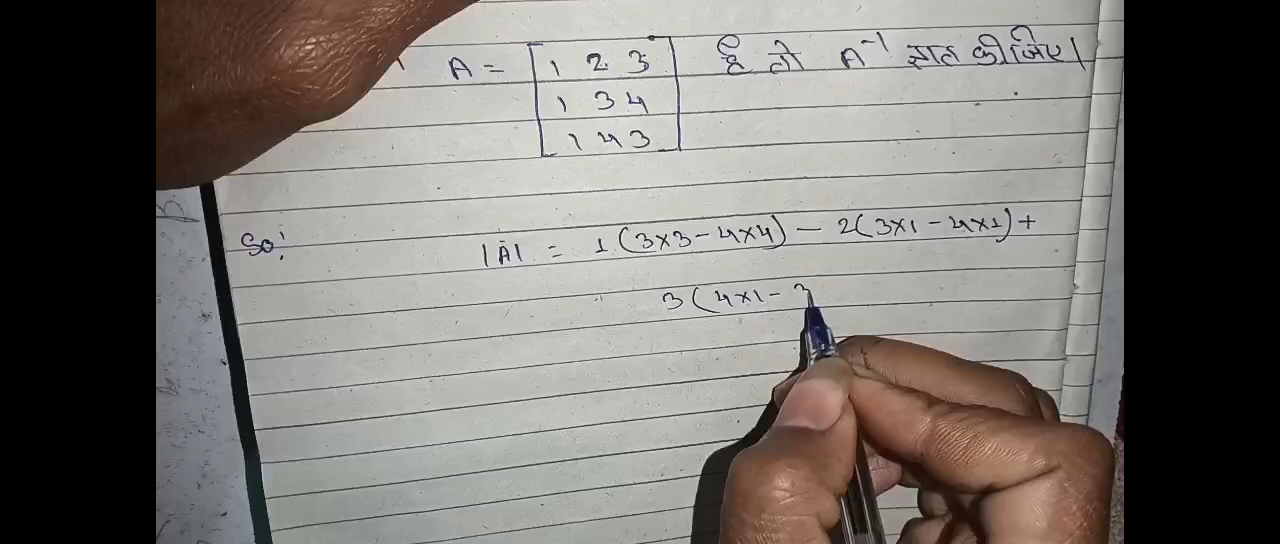 A = [ 1 2 3 ] है तो A⁻¹ ज्ञात कीजिए।
1 3 4
1 4 3
So! |A| = 1(3×3-4×4) - 2(3×1-4×1)+
3(4×1-3